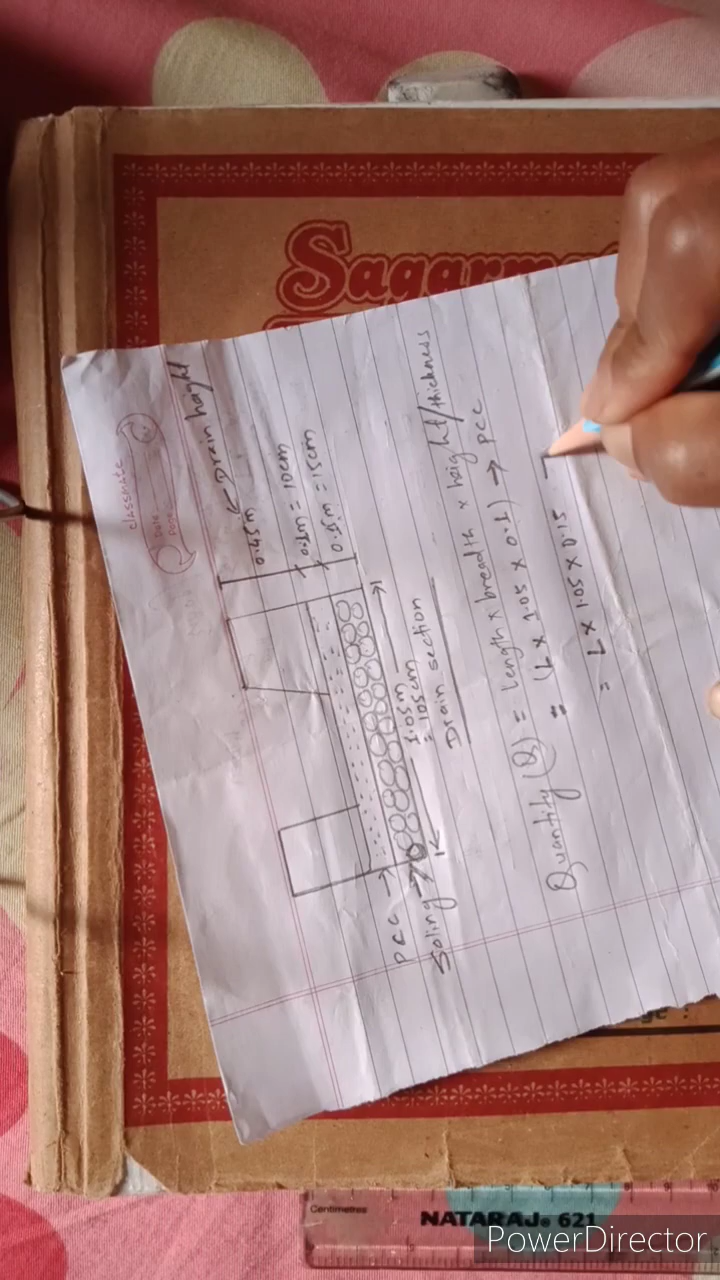 Sagarm
classmate
Date
Page
0.45m ← Drain height
0.1m = 10cm
0.15m = 15cm
PCC →
Soling →
1.05m
= 105cm
Drain section
Quantity (Q) = Length x breadth x height/thickness
= (L x 1.05 x 0.1) → PCC
= L x 1.05 x 0.15
Centimetres
NATARAJ® 621
PowerDirector